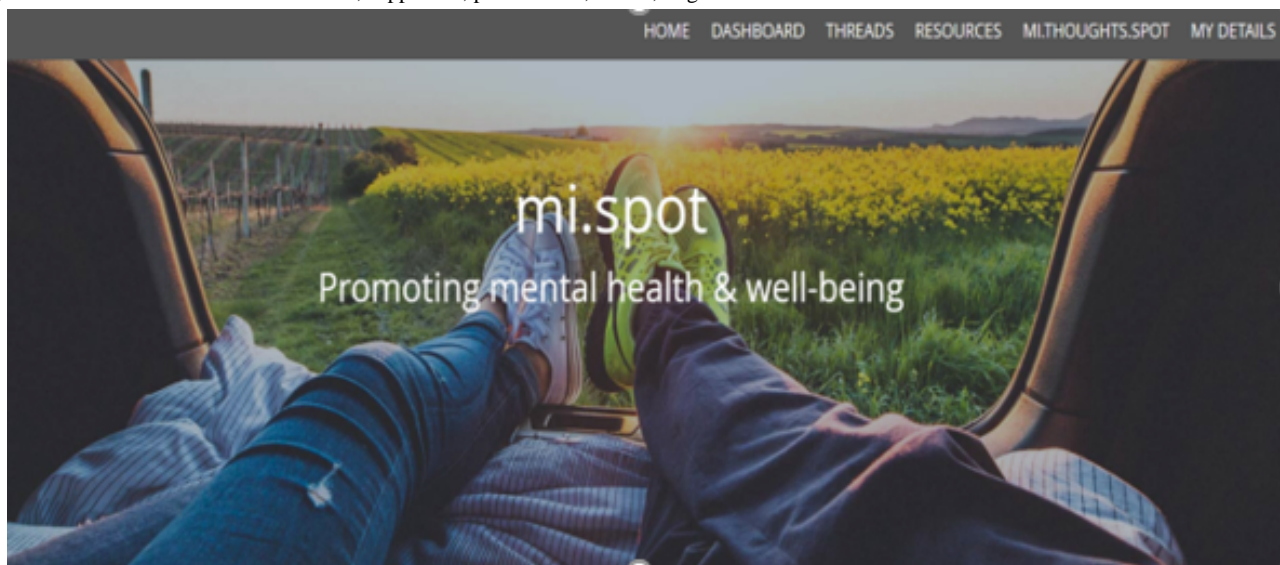 HOME DASHBOARD THREADS RESOURCES MI.THOUGHTS.SPOT MY DETAILS
mi.spot
Promoting mental health & well-being